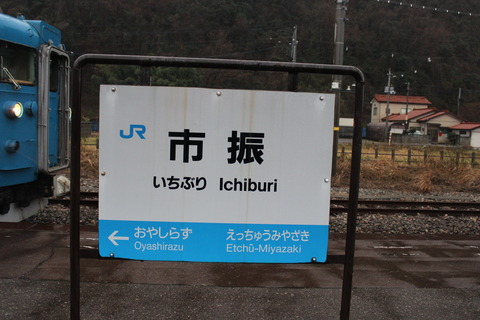 JR
市振
いちぶり Ichiburi
← おやしらず えっちゅうみやざき
Oyashirazu Etchū-Miyazaki